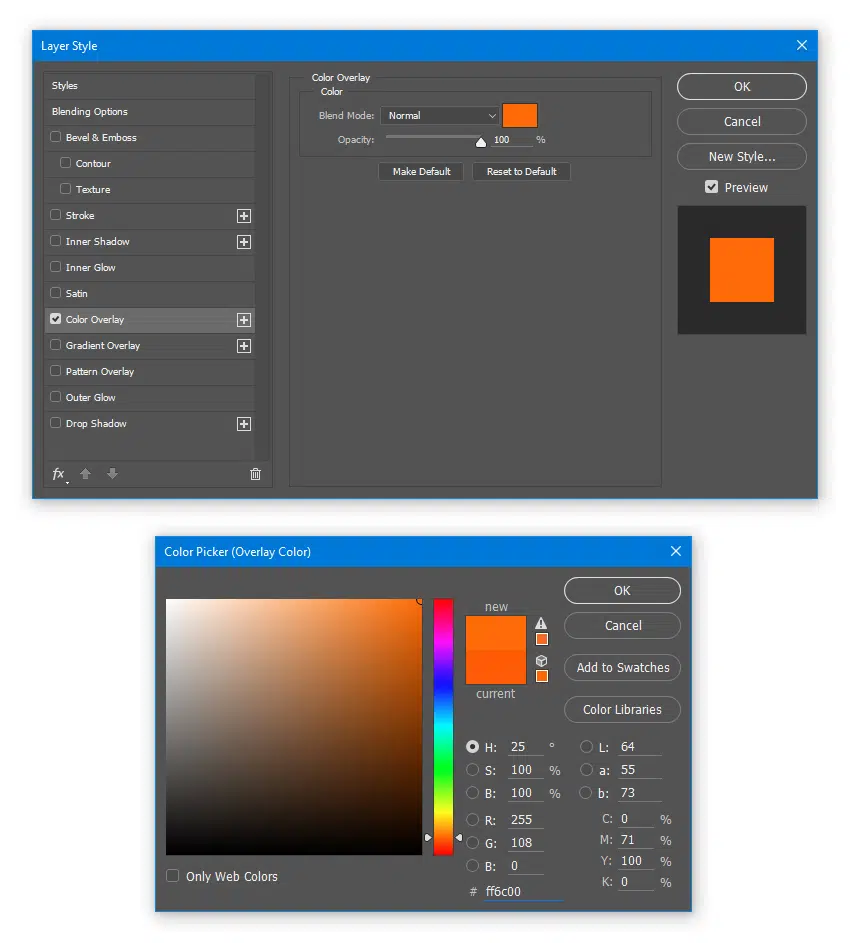 Layer Style
Styles
Blending Options
Bevel & Emboss
Contour
Texture
Stroke
Inner Shadow
Inner Glow
Satin
Color Overlay
Gradient Overlay
Pattern Overlay
Outer Glow
Drop Shadow
fx
Color Overlay
Color
Blend Mode: Normal
Opacity: 100 %
Make Default Reset to Default
OK
Cancel
New Style...
Preview
Color Picker (Overlay Color)
new
current
OK
Cancel
Add to Swatches
Color Libraries
H: 25 °
S: 100 %
B: 100 %
R: 255
G: 108
B: 0
# ff6c00
L: 64
a: 55
b: 73
C: 0 %
M: 71 %
Y: 100 %
K: 0 %
Only Web Colors